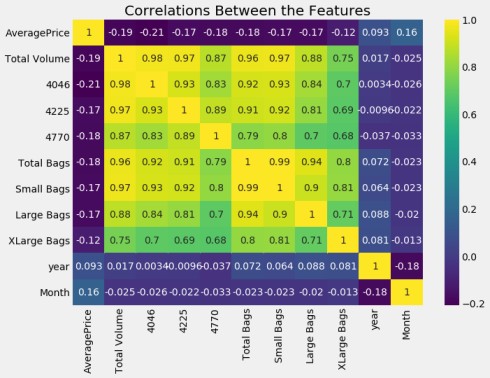 Correlations Between the Features
AveragePrice 1 -0.19 -0.21 -0.17 -0.18 -0.18 -0.17 -0.17 -0.12 0.093 0.16
Total Volume -0.19 1 0.98 0.97 0.87 0.96 0.97 0.88 0.75 0.017 -0.025
4046 -0.21 0.98 1 0.93 0.83 0.92 0.93 0.84 0.7 0.0034 -0.026
4225 -0.17 0.97 0.93 1 0.89 0.91 0.92 0.81 0.69 -0.0096 -0.022
4770 -0.18 0.87 0.83 0.89 1 0.79 0.8 0.7 0.68 -0.037 -0.033
Total Bags -0.18 0.96 0.92 0.91 0.79 1 0.99 0.94 0.8 0.072 -0.023
Small Bags -0.17 0.97 0.93 0.92 0.8 0.99 1 0.9 0.81 0.064 -0.023
Large Bags -0.17 0.88 0.84 0.81 0.7 0.94 0.9 1 0.71 0.088 -0.02
XLarge Bags -0.12 0.75 0.7 0.69 0.68 0.8 0.81 0.71 1 0.081 -0.013
year 0.093 0.017 0.0034 -0.0096 -0.037 0.072 0.064 0.088 0.081 1 -0.18
Month 0.16 -0.025 -0.026 -0.022 -0.033 -0.023 -0.023 -0.02 -0.013 -0.18 1
AveragePrice Total Volume 4046 4225 4770 Total Bags Small Bags Large Bags XLarge Bags year Month
1.0
0.8
0.6
0.4
0.2
0.0
−0.2